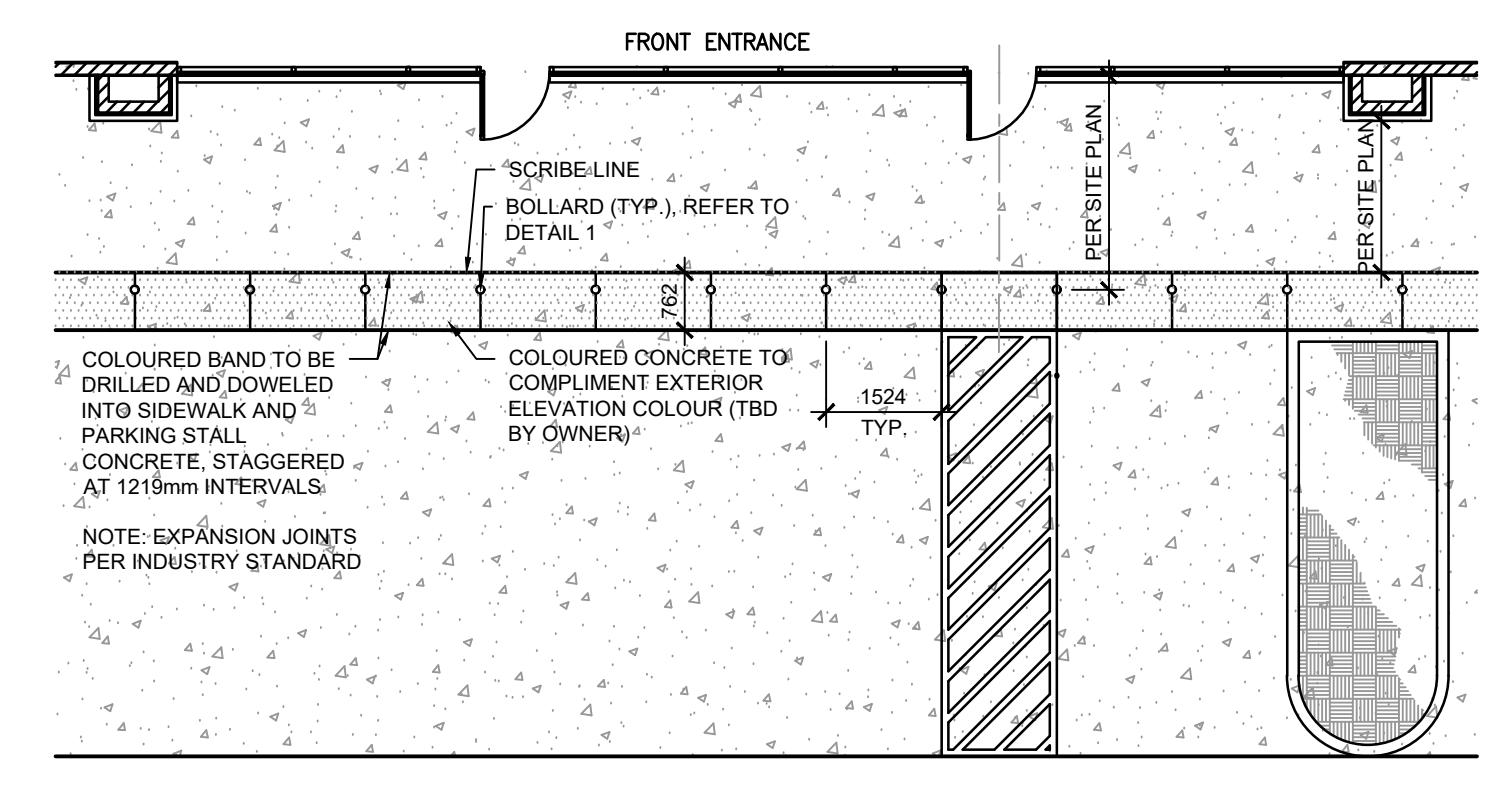 FRONT ENTRANCE
PER SITE PLAN
PER SITE PLAN
SCRIBE LINE
BOLLARD (TYP.), REFER TO
DETAIL 1
762
COLOURED BAND TO BE
DRILLED AND DOWELED
INTO SIDEWALK AND
PARKING STALL
CONCRETE, STAGGERED
AT 1219mm INTERVALS
NOTE: EXPANSION JOINTS
PER INDUSTRY STANDARD
COLOURED CONCRETE TO
COMPLIMENT EXTERIOR
ELEVATION COLOUR (TBD
BY OWNER)
1524
TYP.